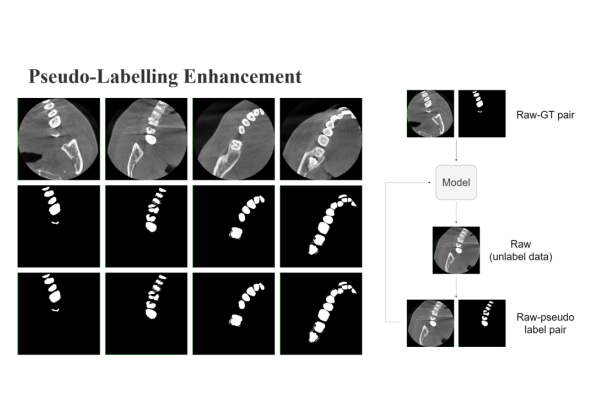 Pseudo-Labelling Enhancement
Raw-GT pair
Model
Raw
(unlabel data)
Raw-pseudo
label pair